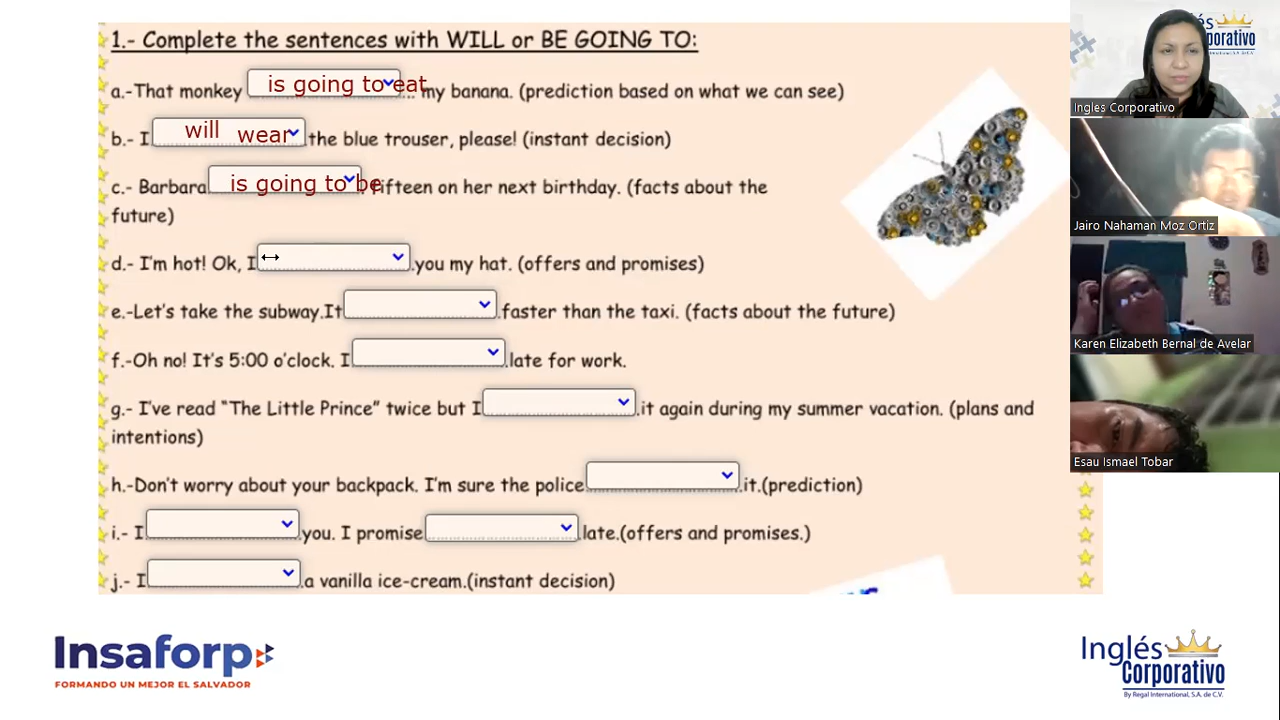 1.- Complete the sentences with WILL or BE GOING TO:
a.-That monkey is going to eat my banana. (prediction based on what we can see)
b.- I will wear the blue trouser, please! (instant decision)
c.- Barbara is going to be fifteen on her next birthday. (facts about the
future)
d.- I'm hot! Ok, I you my hat. (offers and promises)
e.-Let's take the subway.It faster than the taxi. (facts about the future)
f.-Oh no! It's 5:00 o'clock. I late for work.
g.- I've read “The Little Prince” twice but I it again during my summer vacation. (plans and
intentions)
h.-Don't worry about your backpack. I'm sure the police it.(prediction)
i.- I you. I promise late.(offers and promises.)
j.- I a vanilla ice-cream.(instant decision)
Insaforp
FORMANDO UN MEJOR EL SALVADOR
Inglés
Corporativo
By Regal International, S.A. de C.V.
Ingles Corporativo
Jairo Nahaman Moz Ortiz
Karen Elizabeth Bernal de Avelar
Esau Ismael Tobar